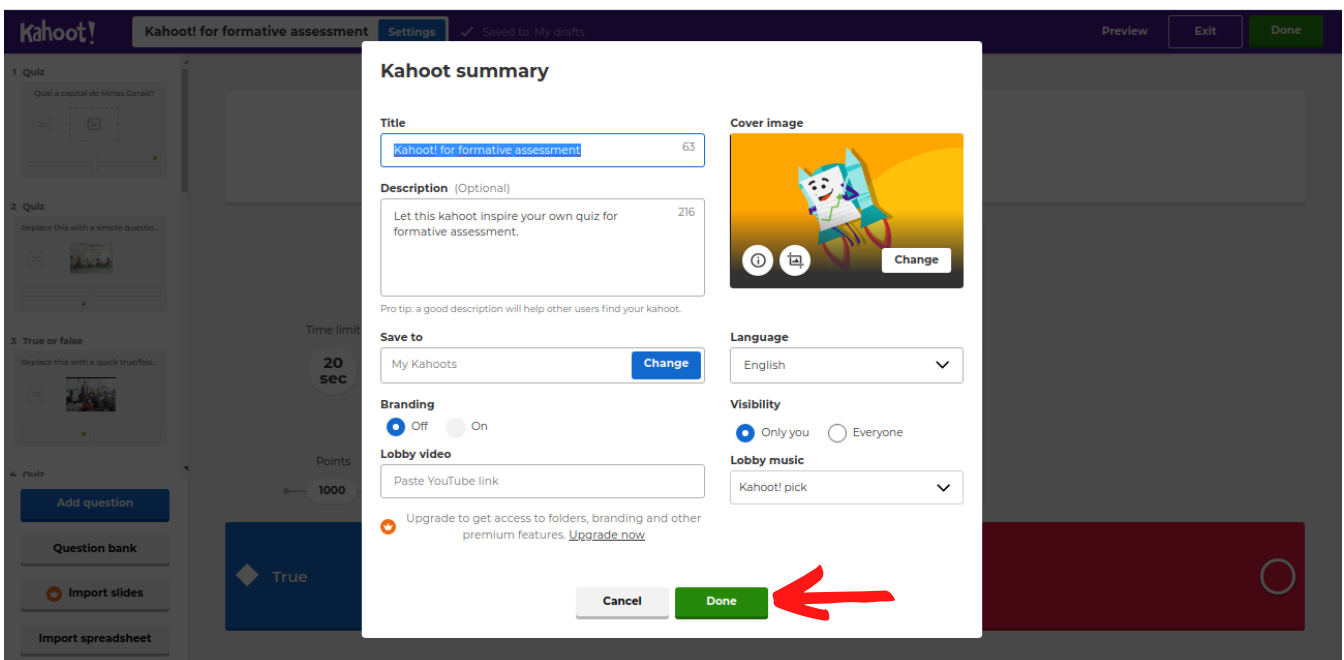 Kahoot!
Kahoot! for formative assessment
Settings
Saved to: My drafts
Preview
Exit
Done
1 Quiz
Qual a capital de Minas Gerais?
20
2 Quiz
Replace this with a simple questio...
20
3 True or false
Replace this with a quick true/fals...
20
4 Quiz
Add question
Question bank
Import slides
Import spreadsheet
Time limit
20
sec
Points
1000
True
Kahoot summary
Title
Kahoot! for formative assessment
63
Description (Optional)
Let this kahoot inspire your own quiz for
formative assessment.
216
Pro tip: a good description will help other users find your kahoot.
Cover image
Change
Save to
My Kahoots
Change
Language
English
Branding
Off
On
Visibility
Only you
Everyone
Lobby video
Paste YouTube link
Lobby music
Kahoot! pick
Upgrade to get access to folders, branding and other
premium features. Upgrade now
Cancel
Done